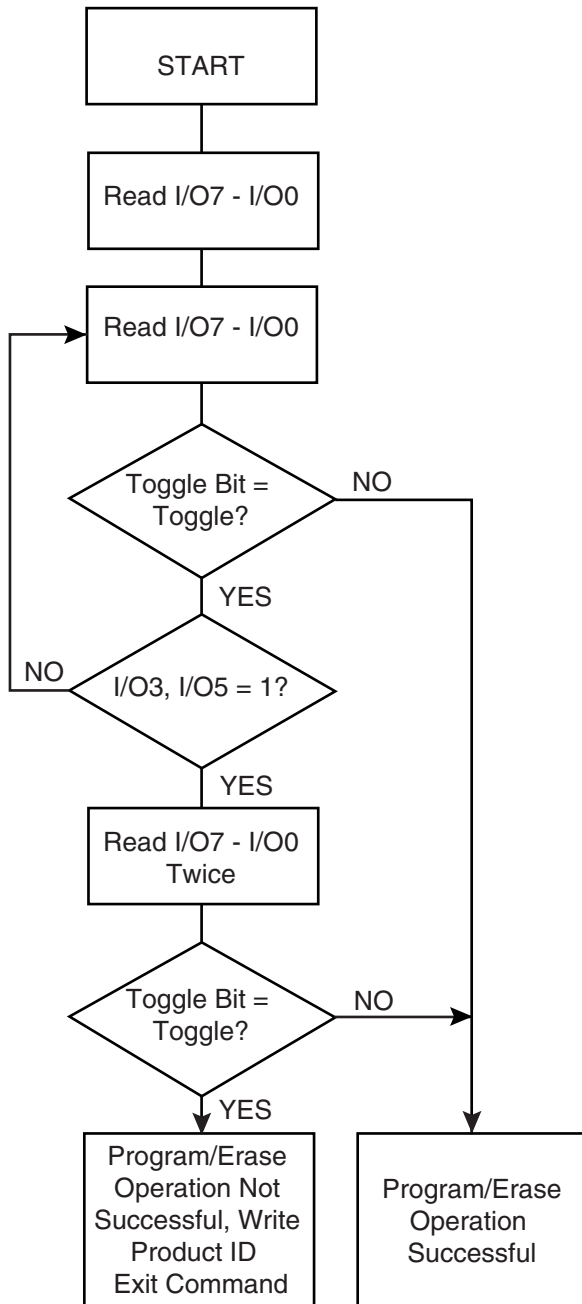 START
Read I/O7 - I/O0
Read I/O7 - I/O0
Toggle Bit =
Toggle?
NO
YES
NO
I/O3, I/O5 = 1?
YES
Read I/O7 - I/O0
Twice
Toggle Bit =
Toggle?
NO
YES
Program/Erase
Operation Not
Successful, Write
Product ID
Exit Command
Program/Erase
Operation
Successful